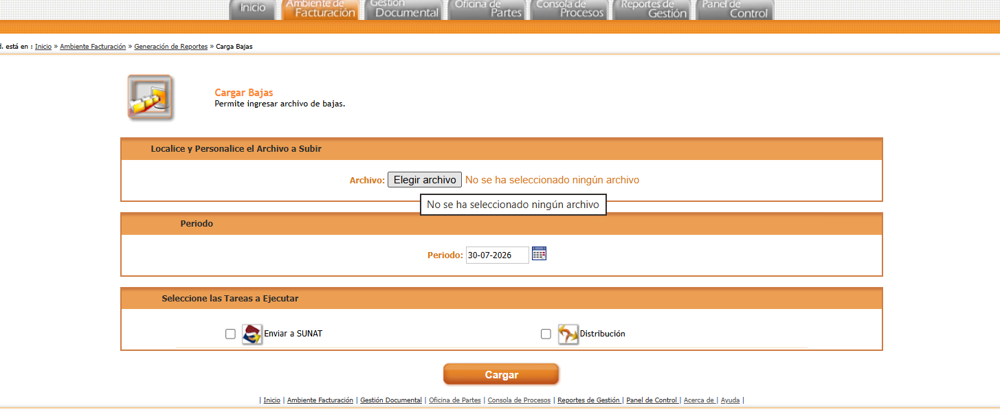 Inicio
Ambiente de Facturación
Gestión Documental
Oficina de Partes
Consola de Procesos
Reportes de Gestión
Panel de Control
. está en : Inicio » Ambiente Facturación » Generación de Reportes » Carga Bajas
Cargar Bajas
Permite ingresar archivo de bajas.
Localice y Personalice el Archivo a Subir
Archivo: Elegir archivo No se ha seleccionado ningún archivo
No se ha seleccionado ningún archivo
Periodo
Periodo: 30-07-2026
Seleccione las Tareas a Ejecutar
Enviar a SUNAT
Distribución
Cargar
| Inicio | Ambiente Facturación | Gestión Documental | Oficina de Partes | Consola de Procesos | Reportes de Gestión | Panel de Control | Acerca de | Ayuda |